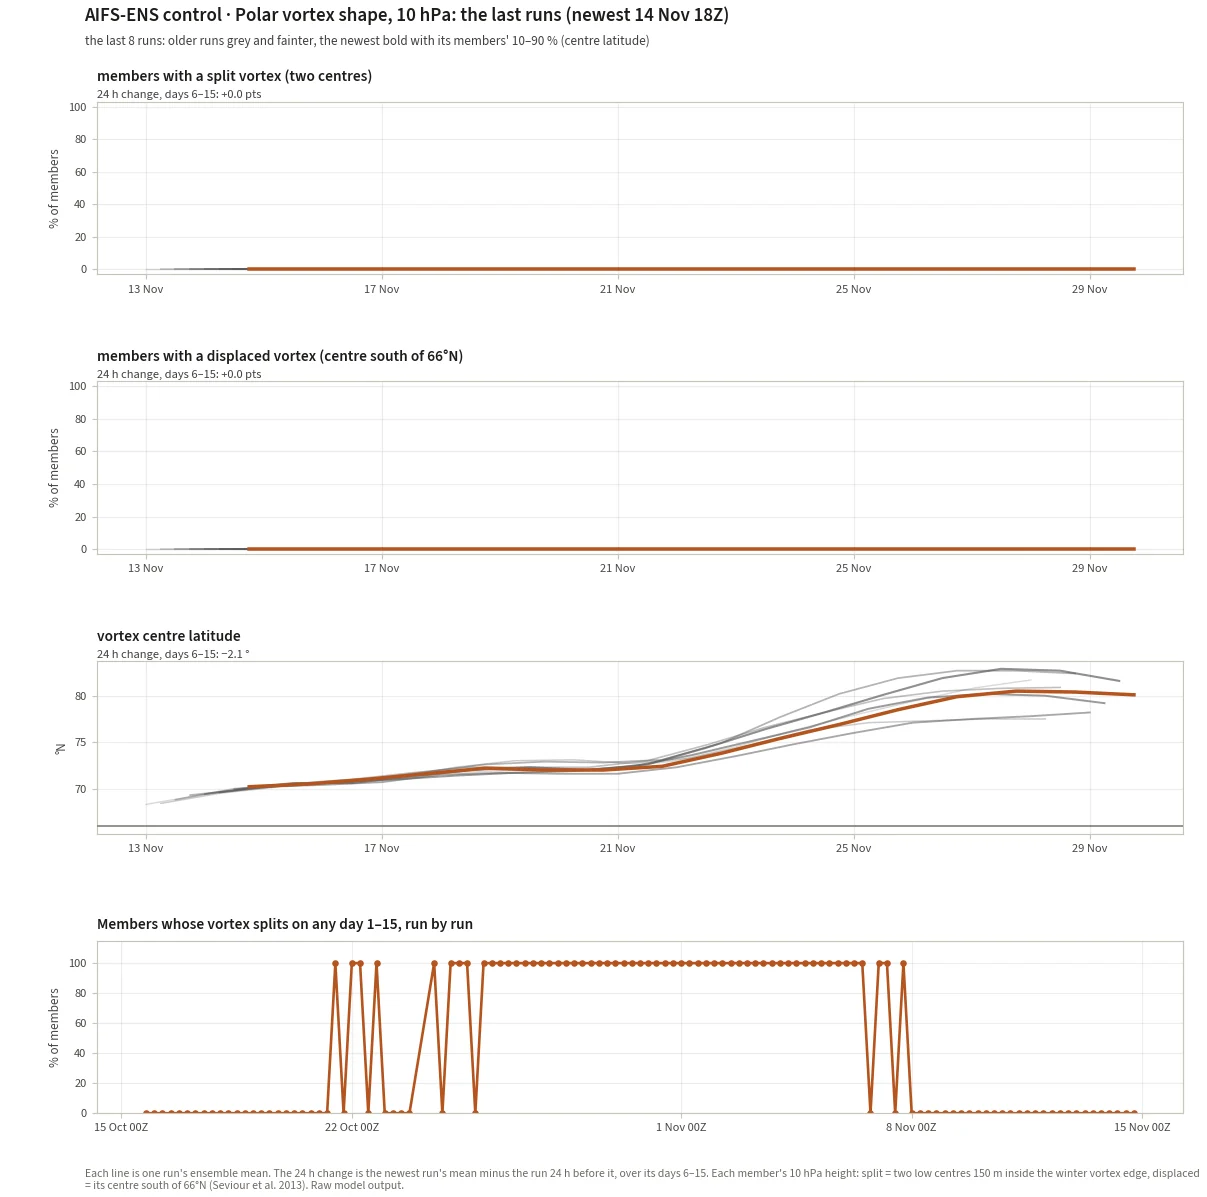 AIFS-ENS control · Polar vortex shape, 10 hPa: the last runs (newest 14 Nov 18Z)
the last 8 runs: older runs grey and fainter, the newest bold with its members' 10–90 % (centre latitude)
members with a split vortex (two centres)
24 h change, days 6–15: +0.0 pts
100
80
60
40
20
0
% of members
13 Nov
17 Nov
21 Nov
25 Nov
29 Nov
members with a displaced vortex (centre south of 66°N)
24 h change, days 6–15: +0.0 pts
100
80
60
40
20
0
% of members
13 Nov
17 Nov
21 Nov
25 Nov
29 Nov
vortex centre latitude
24 h change, days 6–15: −2.1 °
80
75
70
°N
13 Nov
17 Nov
21 Nov
25 Nov
29 Nov
Members whose vortex splits on any day 1–15, run by run
100
80
60
40
20
0
% of members
15 Oct 00Z
22 Oct 00Z
1 Nov 00Z
8 Nov 00Z
15 Nov 00Z
Each line is one run's ensemble mean. The 24 h change is the newest run's mean minus the run 24 h before it, over its days 6–15. Each member's 10 hPa height: split = two low centres 150 m inside the winter vortex edge, displaced
= its centre south of 66°N (Seviour et al. 2013). Raw model output.